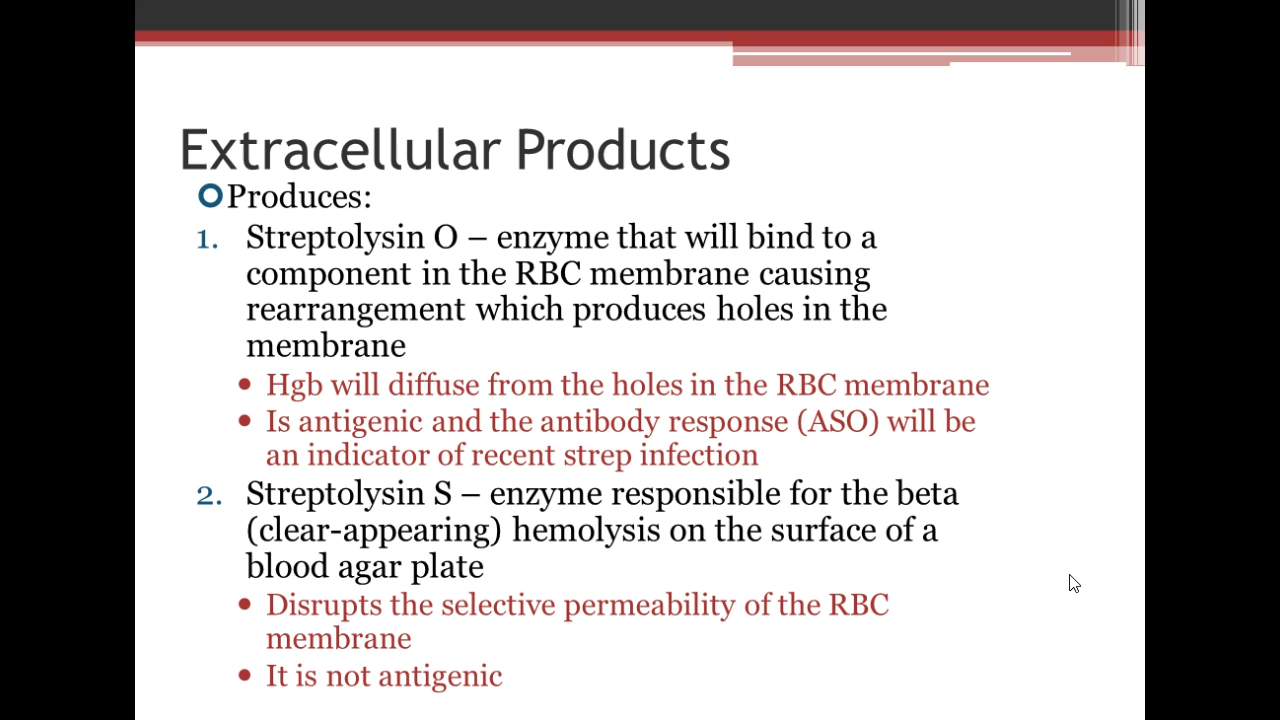 Extracellular Products
Produces:
1. Streptolysin O – enzyme that will bind to a
component in the RBC membrane causing
rearrangement which produces holes in the
membrane
• Hgb will diffuse from the holes in the RBC membrane
• Is antigenic and the antibody response (ASO) will be
an indicator of recent strep infection
2. Streptolysin S – enzyme responsible for the beta
(clear-appearing) hemolysis on the surface of a
blood agar plate
• Disrupts the selective permeability of the RBC
membrane
• It is not antigenic